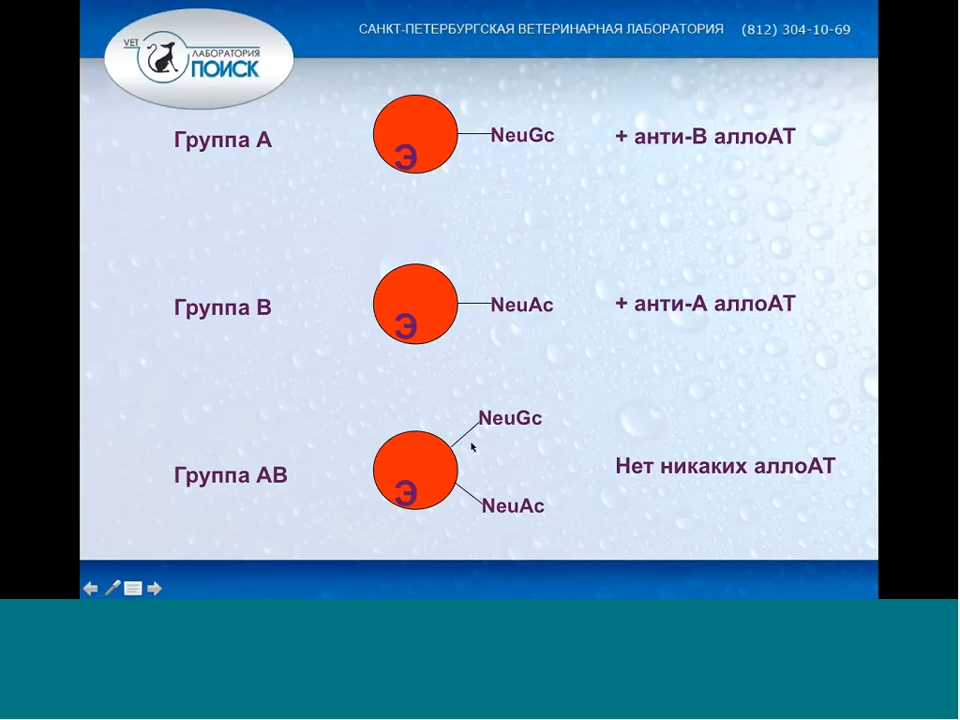 САНКТ-ПЕТЕРБУРГСКАЯ ВЕТЕРИНАРНАЯ ЛАБОРАТОРИЯ (812) 304-10-69
VET
ЛАБОРАТОРИЯ
ПОИСК
Группа А
Э
NeuGc
+ анти-В аллоАТ
Группа В
Э
NeuAc
+ анти-А аллоАТ
NeuGc
Группа АВ
Э
Нет никаких аллоАТ
NeuAc